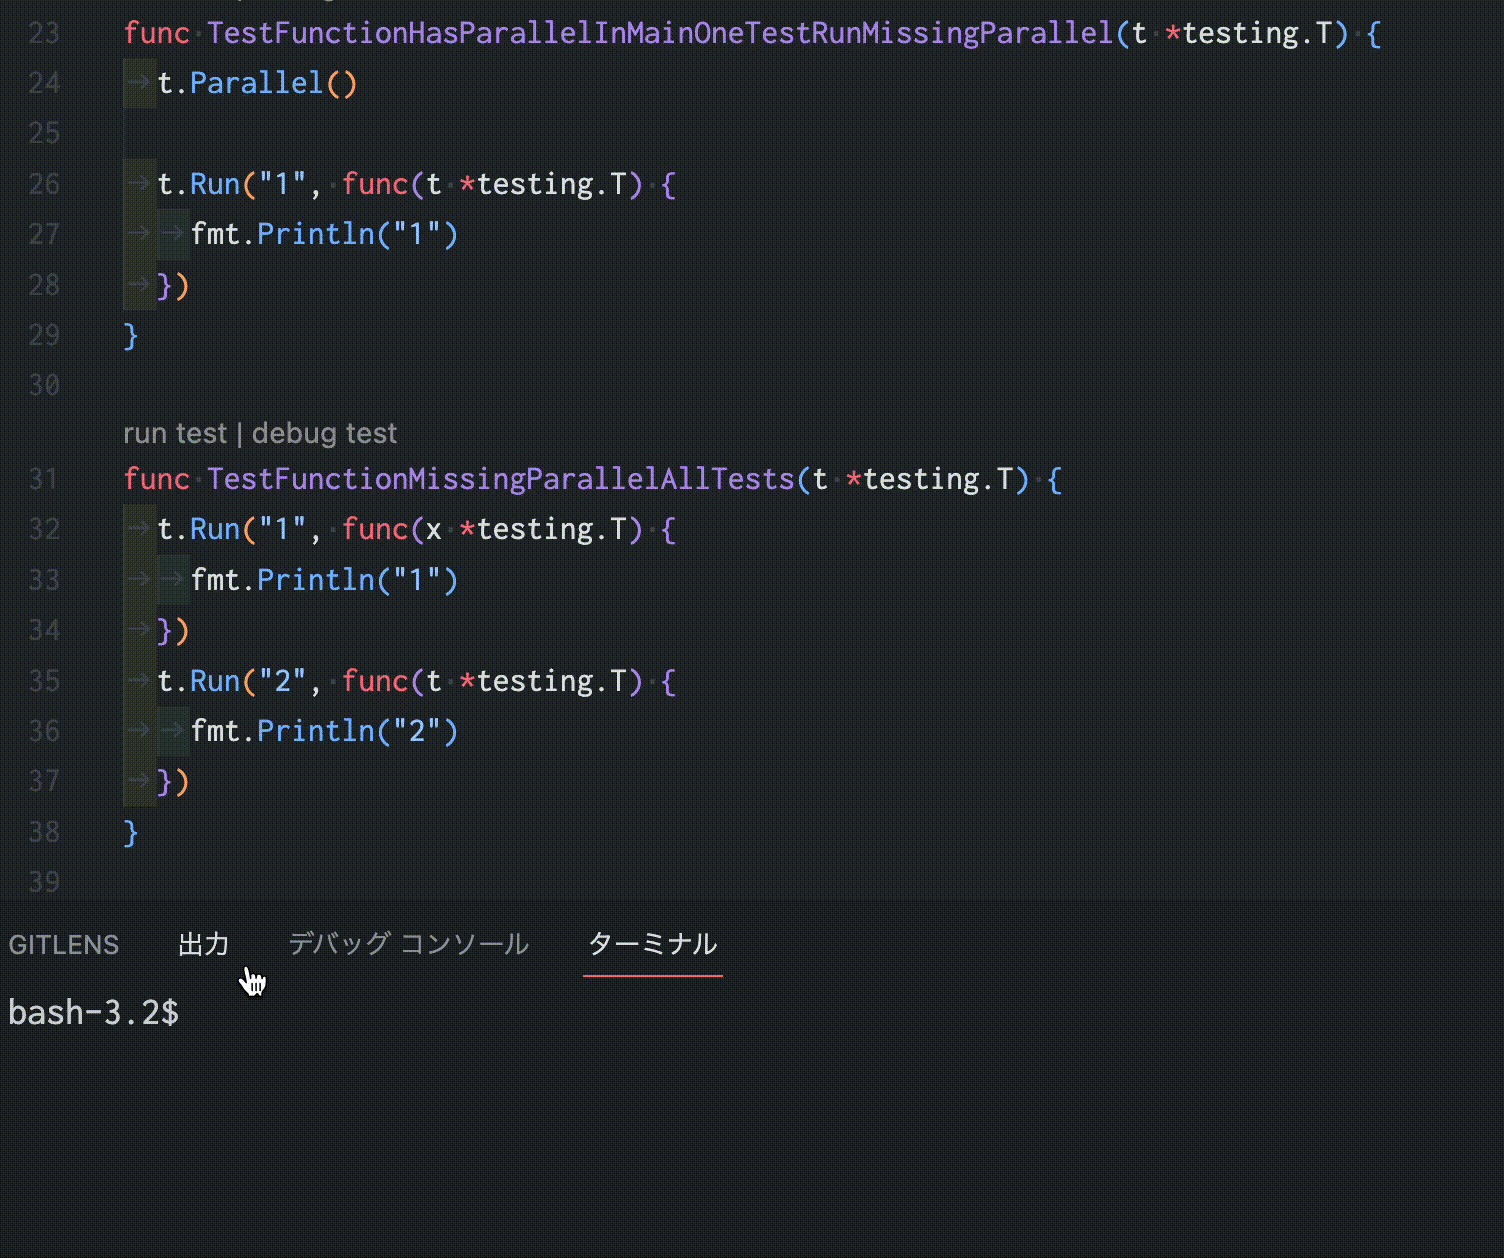 23 func TestFunctionHasParallelInMainOneTestRunMissingParallel(t *testing.T) {
24 t.Parallel()
25
26 t.Run("1", func(t *testing.T) {
27 fmt.Println("1")
28 })
29 }
30
run test | debug test
31 func TestFunctionMissingParallelAllTests(t *testing.T) {
32 t.Run("1", func(x *testing.T) {
33 fmt.Println("1")
34 })
35 t.Run("2", func(t *testing.T) {
36 fmt.Println("2")
37 })
38 }
39
GITLENS 出力 デバッグ コンソール ターミナル
bash-3.2$